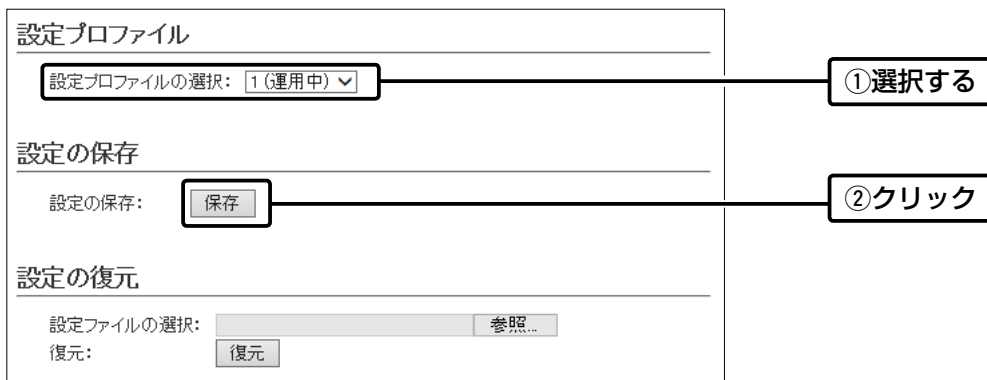 設定プロファイル
設定プロファイルの選択： 1（運用中）
①選択する
設定の保存
設定の保存： 保存
②クリック
設定の復元
設定ファイルの選択： 参照...
復元： 復元